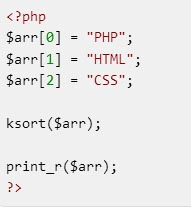 <?php
$arr[0] = "PHP";
$arr[1] = "HTML";
$arr[2] = "CSS";
ksort($arr);
print_r($arr);
?>